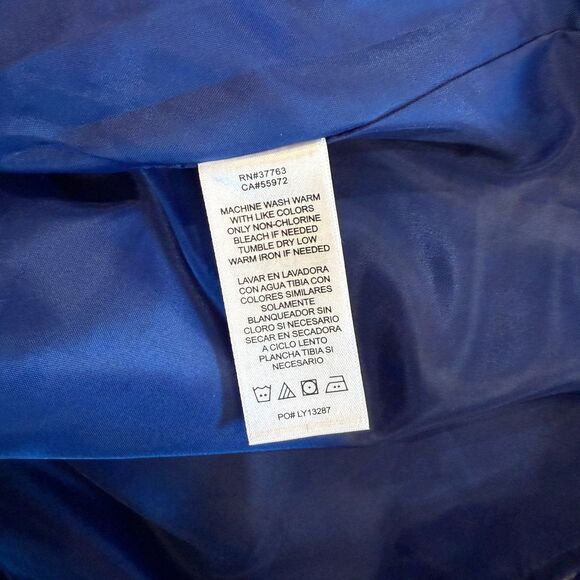 RN#37763
CA#55972
MACHINE WASH WARM
WITH LIKE COLORS
ONLY NON-CHLORINE
BLEACH IF NEEDED
TUMBLE DRY LOW
WARM IRON IF NEEDED
LAVAR EN LAVADORA
CON AGUA TIBIA CON
COLORES SIMILARES
SOLAMENTE
BLANQUEADOR SIN
CLORO SI NECESARIO
SECAR EN SECADORA
A CICLO LENTO
PLANCHA TIBIA SI
NECESARIO
PO# LY13287